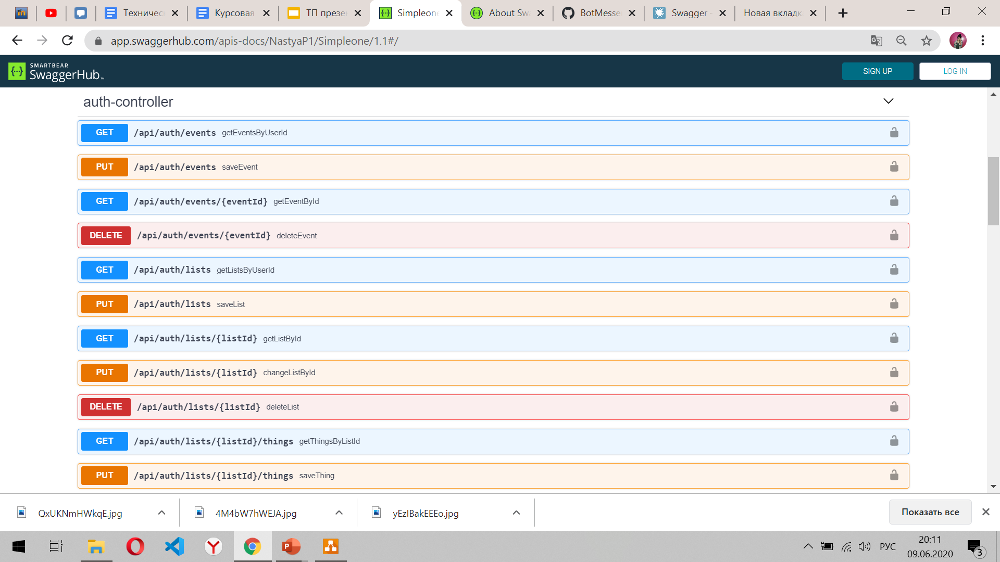 Техничес
Курсовая
ТП презе
Simpleone
About Swa
BotMesse
Swagger -
Новая вкладк
app.swaggerhub.com/apis-docs/NastyaP1/Simpleone/1.1#/
SMARTBEAR
SwaggerHub™
SIGN UP
LOG IN
auth-controller
GET /api/auth/events getEventsByUserId
PUT /api/auth/events saveEvent
GET /api/auth/events/{eventId} getEventById
DELETE /api/auth/events/{eventId} deleteEvent
GET /api/auth/lists getListsByUserId
PUT /api/auth/lists saveList
GET /api/auth/lists/{listId} getListById
PUT /api/auth/lists/{listId} changeListById
DELETE /api/auth/lists/{listId} deleteList
GET /api/auth/lists/{listId}/things getThingsByListId
PUT /api/auth/lists/{listId}/things saveThing
QxUKNmHWkqE.jpg
4M4bW7hWEJA.jpg
yEzIBakEEEo.jpg
Показать все
РУС
20:11
09.06.2020
3